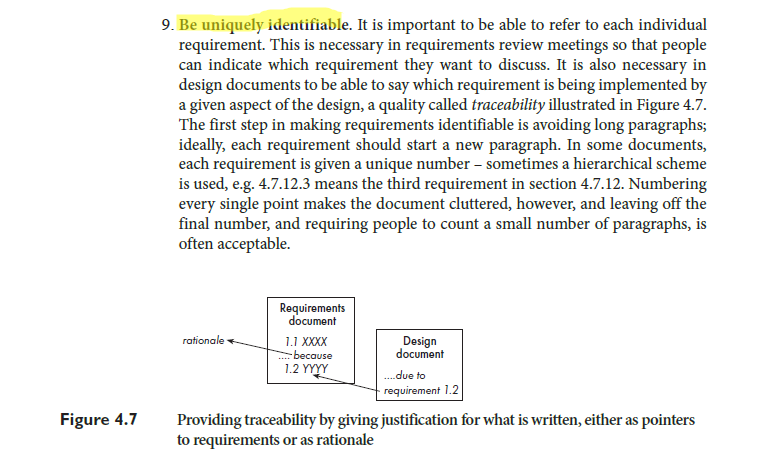 9. Be uniquely identifiable. It is important to be able to refer to each individual
requirement. This is necessary in requirements review meetings so that people
can indicate which requirement they want to discuss. It is also necessary in
design documents to be able to say which requirement is being implemented by
a given aspect of the design, a quality called traceability illustrated in Figure 4.7.
The first step in making requirements identifiable is avoiding long paragraphs;
ideally, each requirement should start a new paragraph. In some documents,
each requirement is given a unique number – sometimes a hierarchical scheme
is used, e.g. 4.7.12.3 means the third requirement in section 4.7.12. Numbering
every single point makes the document cluttered, however, and leaving off the
final number, and requiring people to count a small number of paragraphs, is
often acceptable.
Requirements
document
rationale
1.1 XXXX
.... because
1.2 YYYY
Design
document
....due to
requirement 1.2
Figure 4.7 Providing traceability by giving justification for what is written, either as pointers
to requirements or as rationale